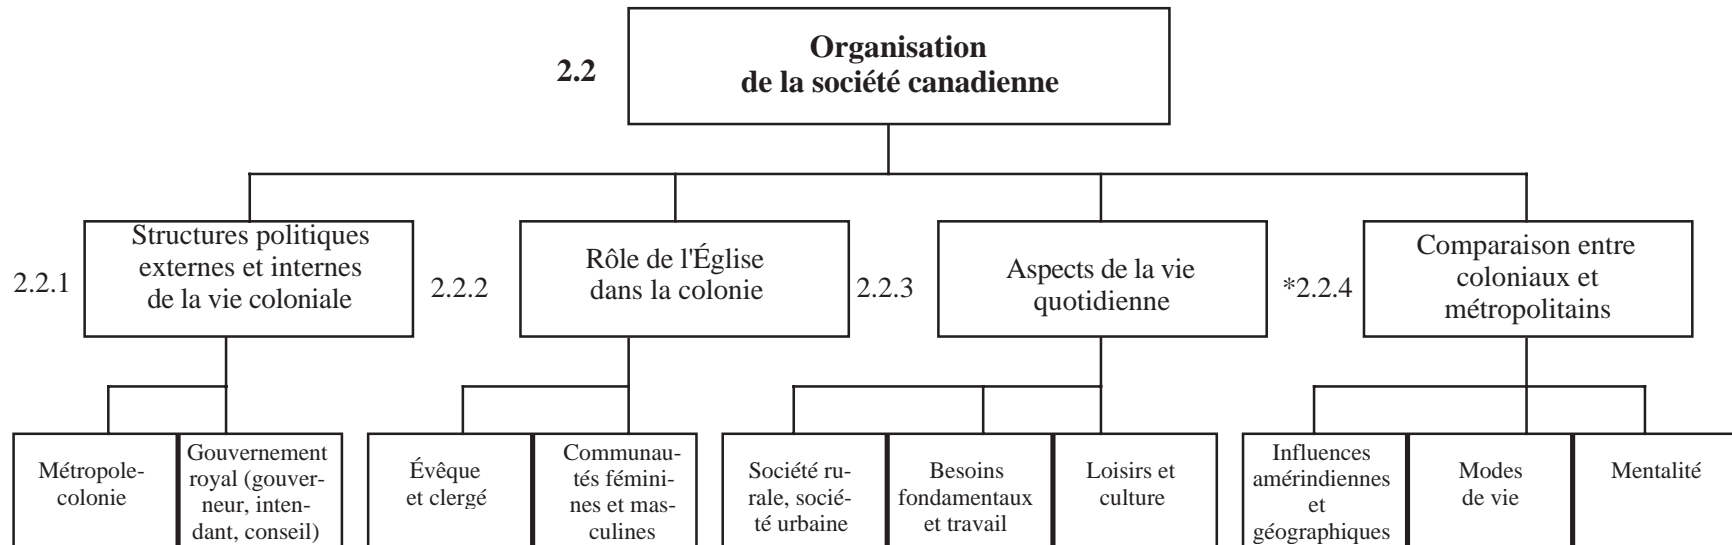 2.2
Organisation
de la société canadienne
2.2.1
Structures politiques
externes et internes
de la vie coloniale
2.2.2
Rôle de l'Église
dans la colonie
2.2.3
Aspects de la vie
quotidienne
*2.2.4
Comparaison entre
coloniaux et
métropolitains
Métropole-
colonie
Gouvernement
royal (gouver-
neur, inten-
dant, conseil)
Évêque
et clergé
Communau-
tés fémini-
nes et mas-
culines
Société ru-
rale, socié-
té urbaine
Besoins
fondamentaux
et travail
Loisirs et
culture
Influences
amérindiennes
et
géographiques
Modes
de vie
Mentalité